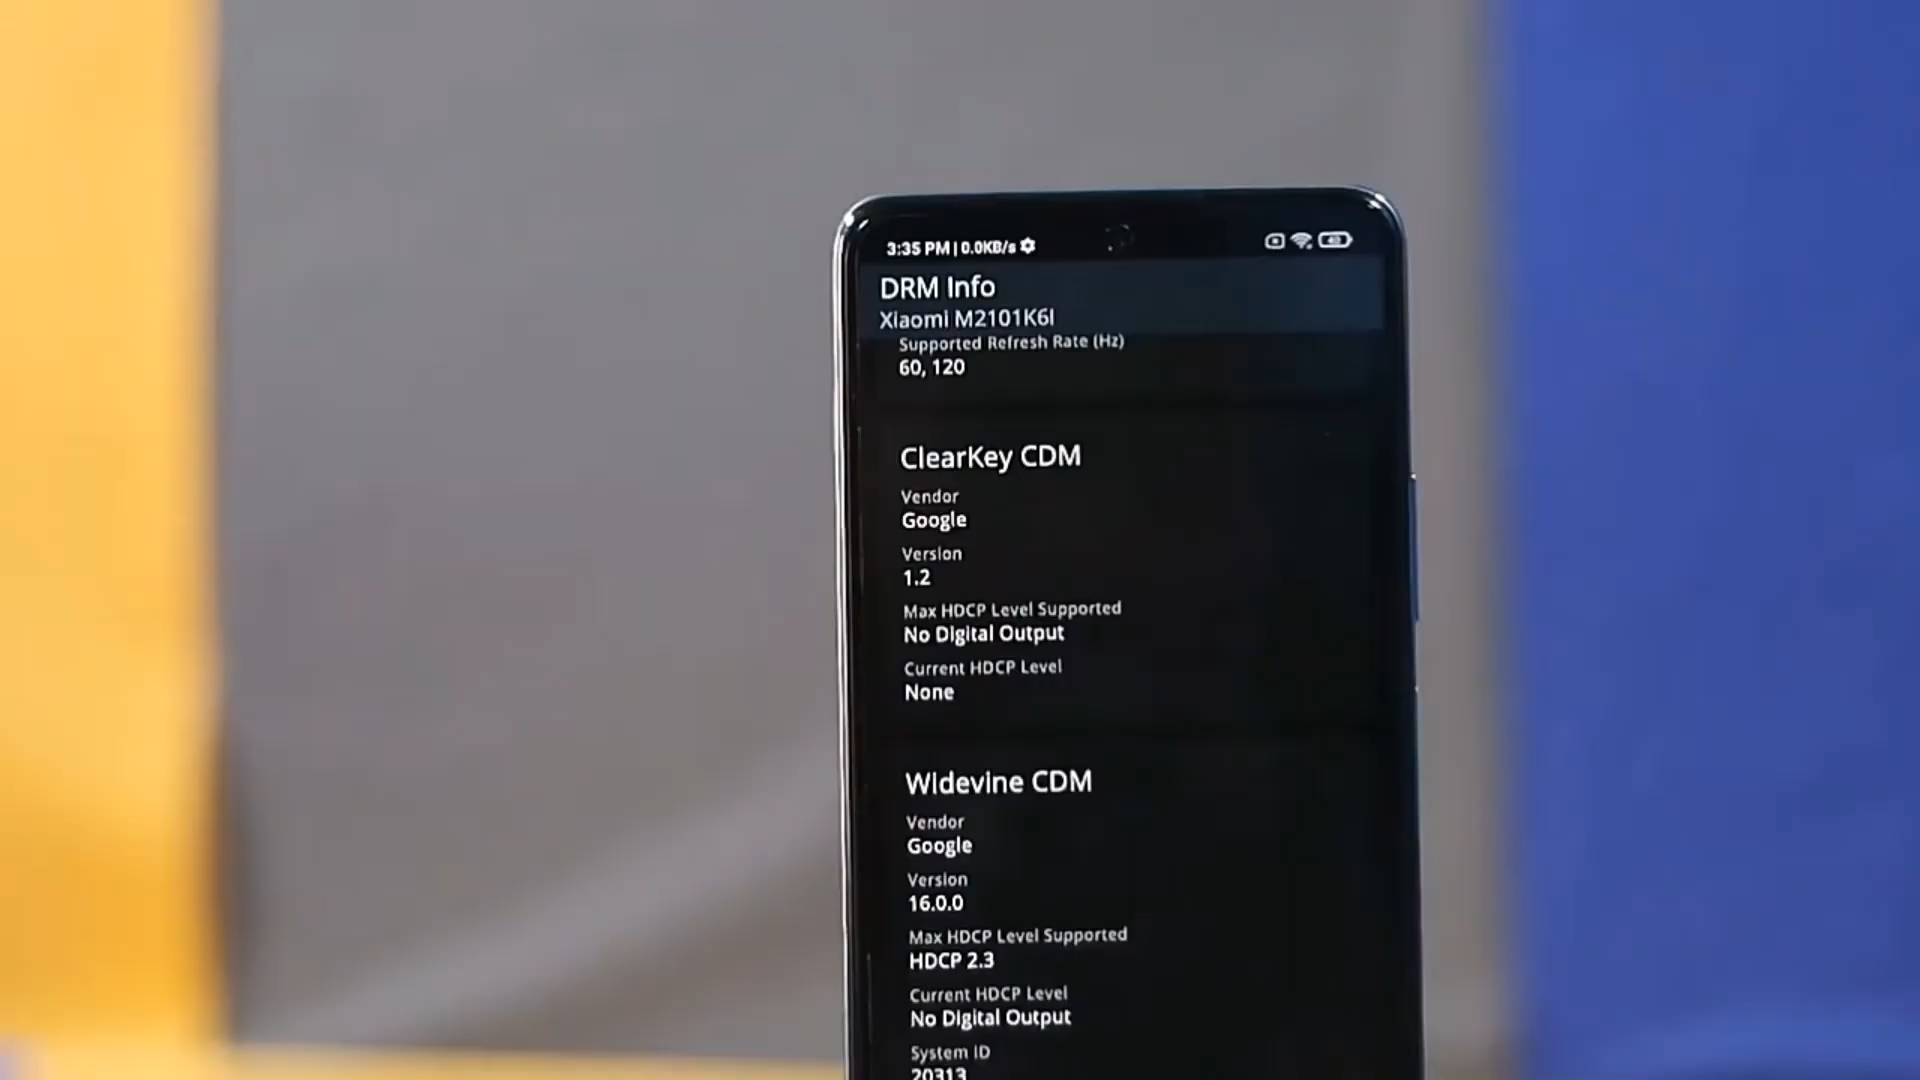 3:35 PM | 0.0KB/s
DRM Info
Xiaomi M2101K6I
Supported Refresh Rate (Hz)
60, 120
ClearKey CDM
Vendor
Google
Version
1.2
Max HDCP Level Supported
No Digital Output
Current HDCP Level
None
Widevine CDM
Vendor
Google
Version
16.0.0
Max HDCP Level Supported
HDCP 2.3
Current HDCP Level
No Digital Output
System ID
20313